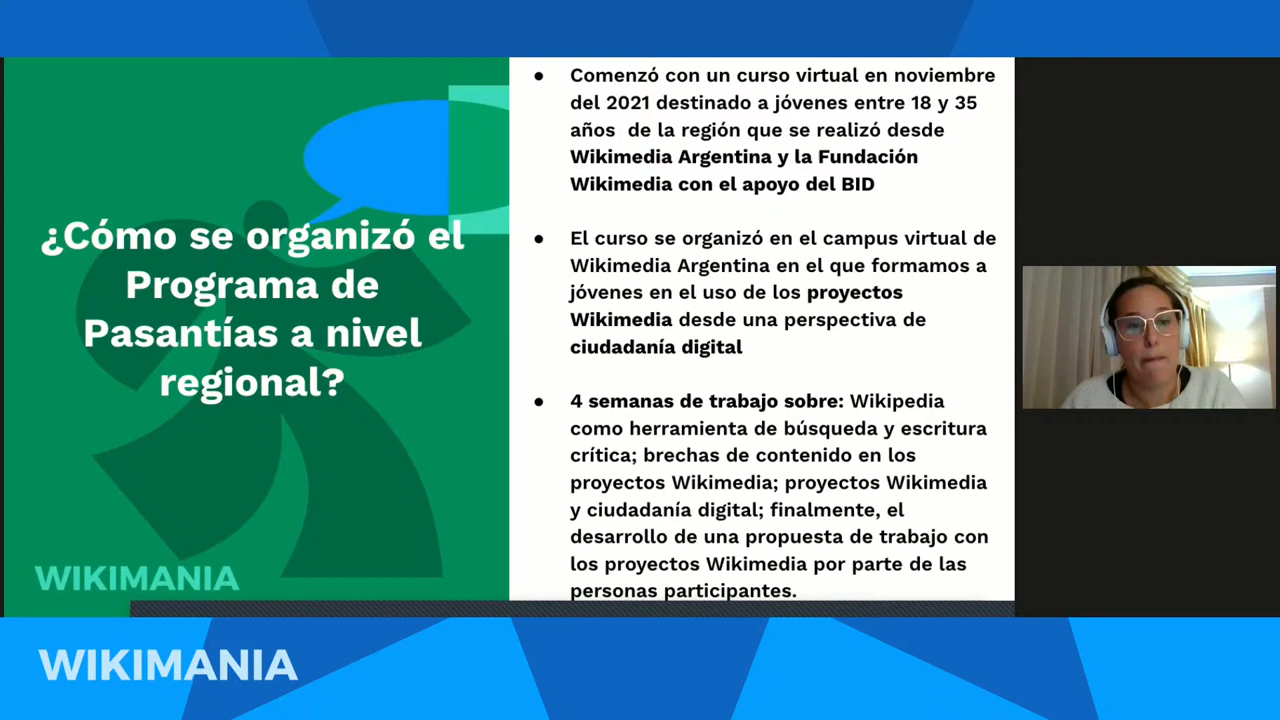 ¿Cómo se organizó el
Programa de
Pasantías a nivel
regional?
WIKIMANIA
● Comenzó con un curso virtual en noviembre
del 2021 destinado a jóvenes entre 18 y 35
años de la región que se realizó desde
Wikimedia Argentina y la Fundación
Wikimedia con el apoyo del BID
● El curso se organizó en el campus virtual de
Wikimedia Argentina en el que formamos a
jóvenes en el uso de los proyectos
Wikimedia desde una perspectiva de
ciudadanía digital
● 4 semanas de trabajo sobre: Wikipedia
como herramienta de búsqueda y escritura
crítica; brechas de contenido en los
proyectos Wikimedia; proyectos Wikimedia
y ciudadanía digital; finalmente, el
desarrollo de una propuesta de trabajo con
los proyectos Wikimedia por parte de las
personas participantes.
WIKIMANIA